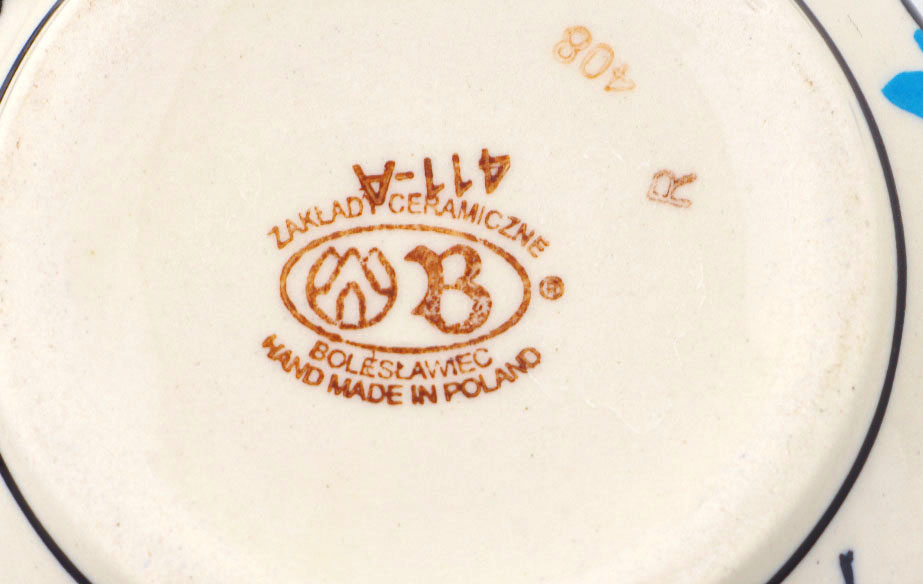 408
411-A
R
ZAKŁADY CERAMICZNE
B
®
BOLESŁAWIEC
HAND MADE IN POLAND